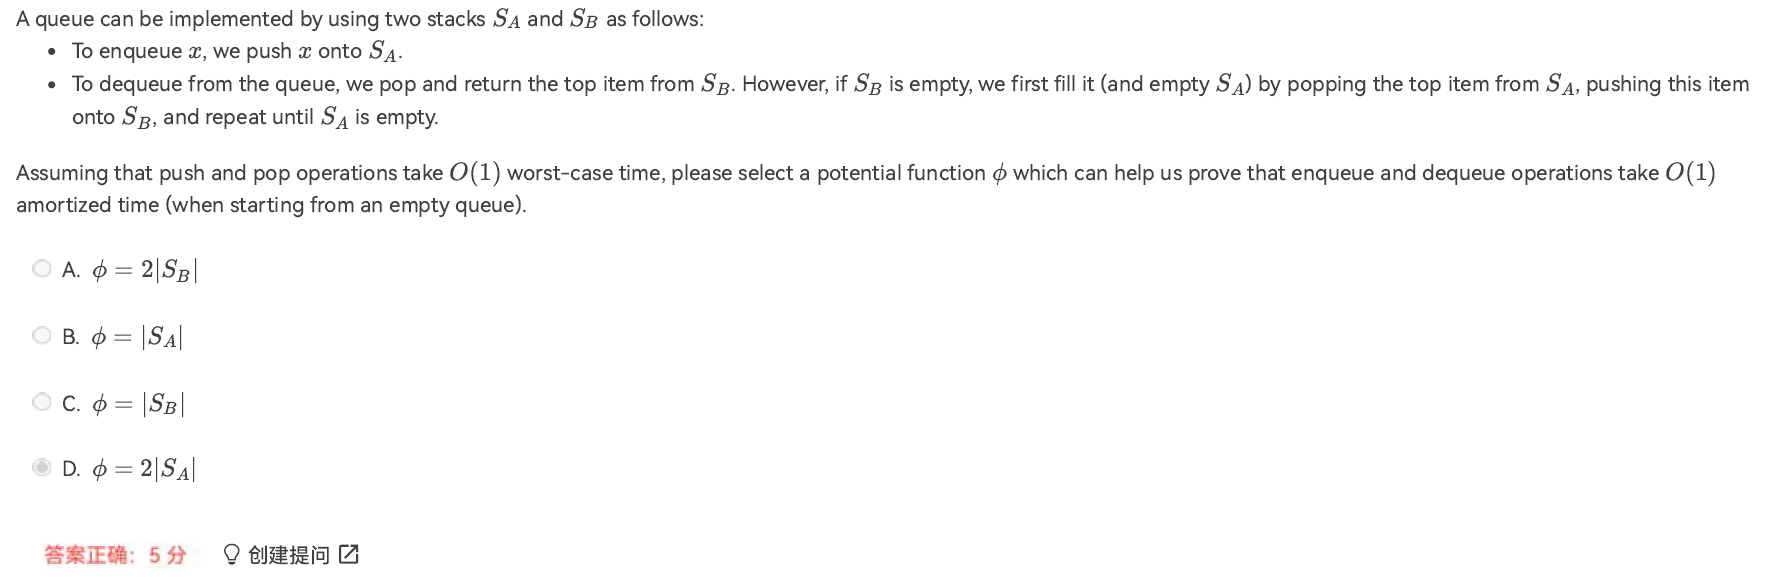 A queue can be implemented by using two stacks S_A and S_B as follows:
• To enqueue x, we push x onto S_A.
• To dequeue from the queue, we pop and return the top item from S_B. However, if S_B is empty, we first fill it (and empty S_A) by popping the top item from S_A, pushing this item
onto S_B, and repeat until S_A is empty.
Assuming that push and pop operations take O(1) worst-case time, please select a potential function ϕ which can help us prove that enqueue and dequeue operations take O(1)
amortized time (when starting from an empty queue).
A. ϕ = 2|S_B|
B. ϕ = |S_A|
C. ϕ = |S_B|
D. ϕ = 2|S_A|
答案正确：5 分 创建提问